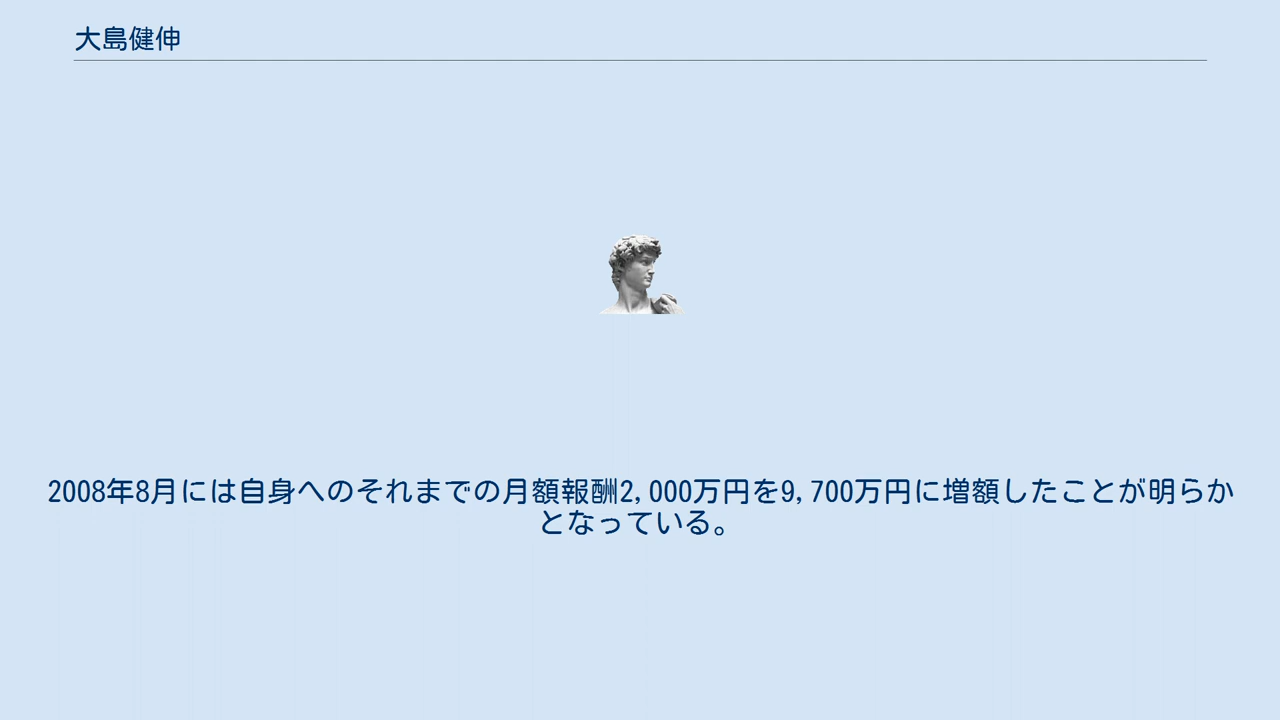 大島健伸
2008年8月には自身へのそれまでの月額報酬2,000万円を9,700万円に増額したことが明らか
となっている。